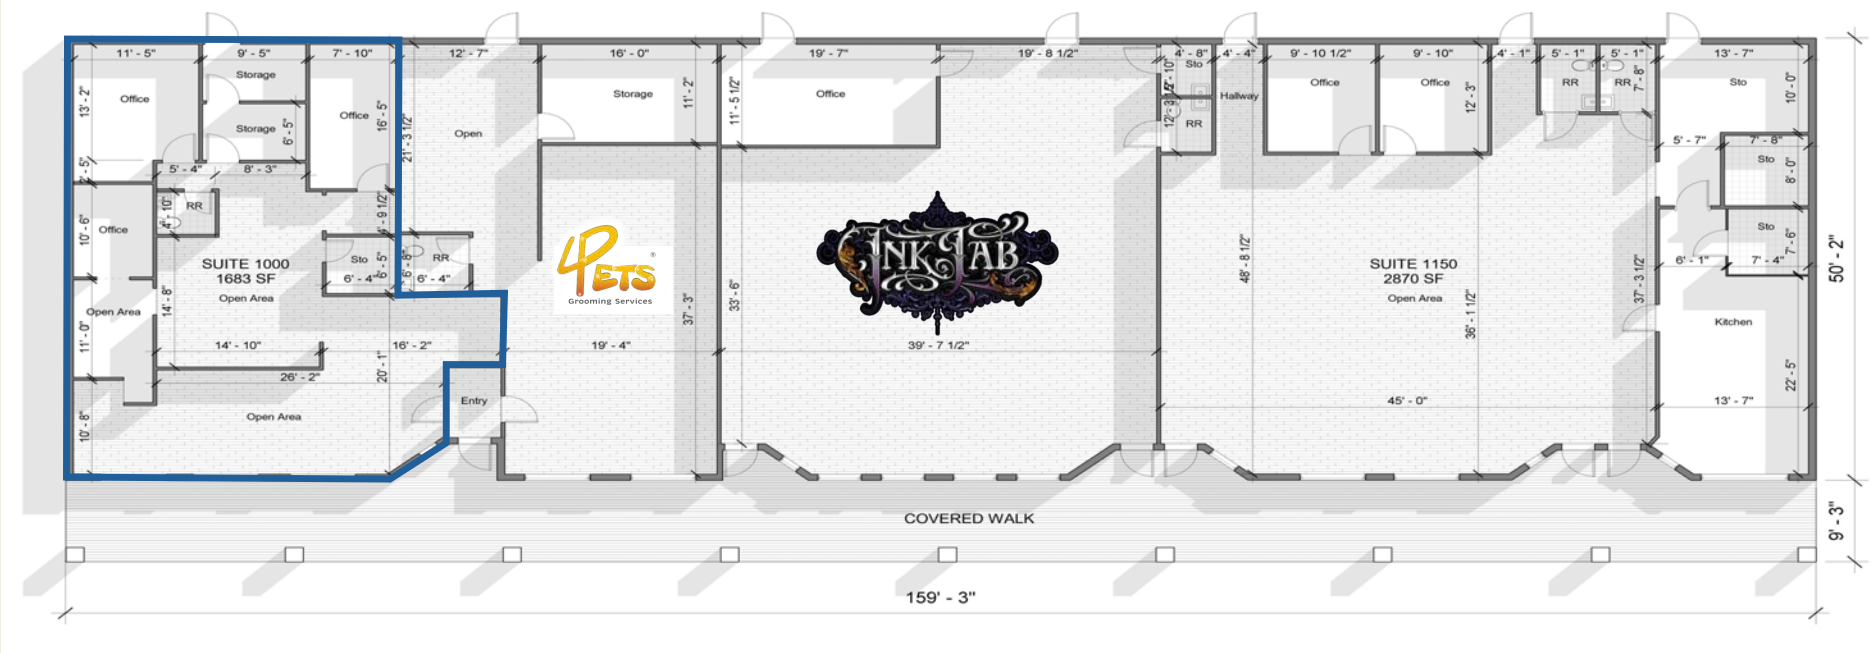 11' - 5"
9' - 5"
7' - 10"
12' - 7"
16' - 0"
19' - 7"
19' - 8 1/2"
4' - 8"
4' - 4"
9' - 10 1/2"
9' - 10"
4' - 1"
5' - 1"
5' - 1"
13' - 7"
Storage
Office
13' - 2"
Storage
6' - 5"
Office
16' - 5"
21' - 3 1/2"
Open
Storage
11' - 2"
11' - 5 1/2"
Office
Sto
RR
Hallway
Office
Office
12' - 3"
RR
RR
7' - 8"
Sto
10' - 0"
5' - 4"
8' - 3"
5' - 7"
7' - 8"
Sto
8' - 0"
RR
10' - 6"
Office
Sto
6' - 5"
6' - 4"
RR
6' - 8"
6' - 4"
Sto
7' - 6"
6' - 1"
7' - 4"
SUITE 1000
1683 SF
Open Area
4PETS®
Grooming Services
INK FAB
SUITE 1150
2870 SF
Open Area
48' - 8 1/2"
37' - 3 1/2"
36' - 1 1/2"
50' - 2"
Open Area
11' - 0"
14' - 8"
37' - 3"
33' - 6"
Kitchen
14' - 10"
16' - 2"
19' - 4"
39' - 7 1/2"
26' - 2"
20' - 1"
22' - 5"
Entry
45' - 0"
13' - 7"
10' - 8"
Open Area
COVERED WALK
9' - 3"
159' - 3"